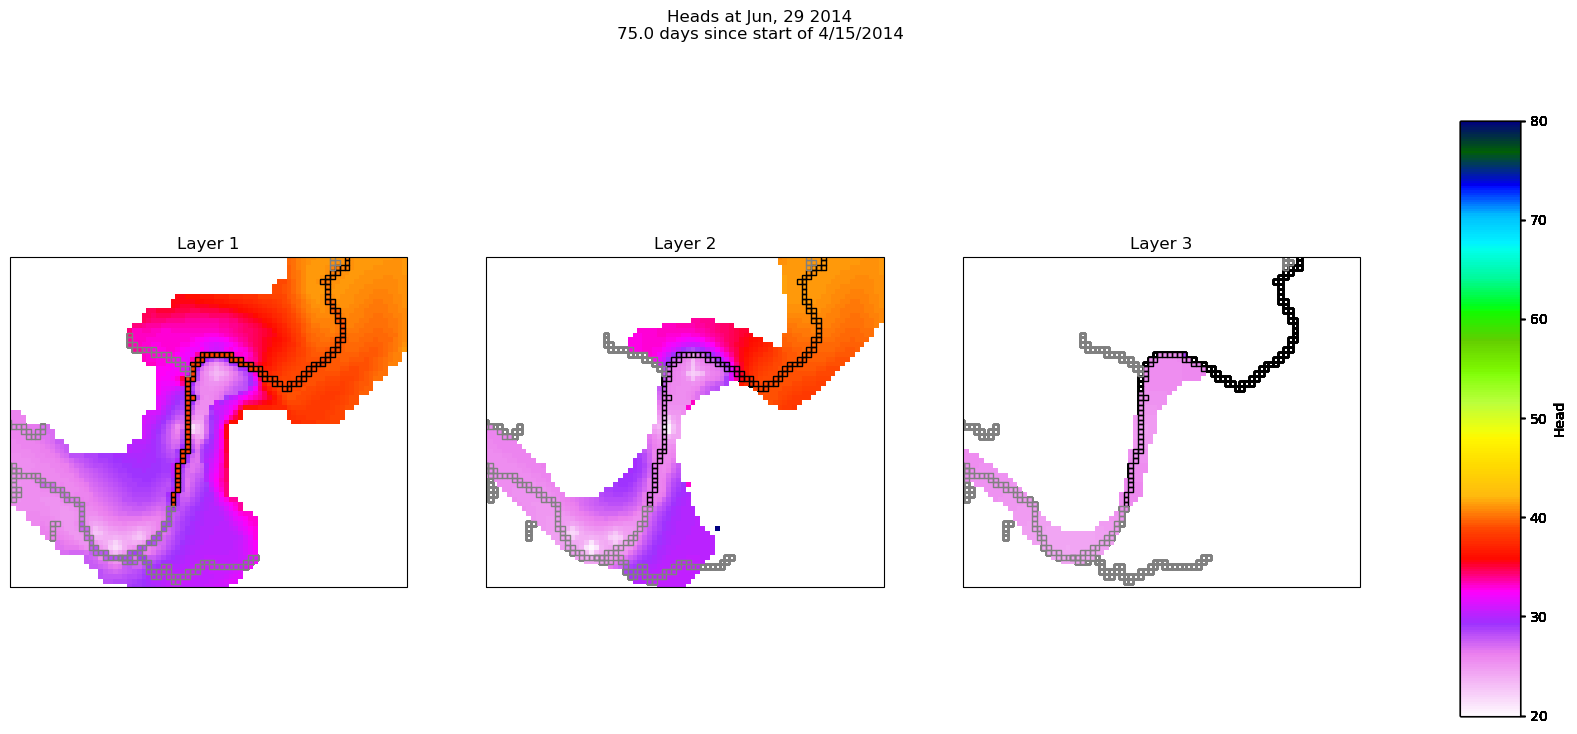 Heads at Jun, 29 2014
75.0 days since start of 4/15/2014
Layer 1
Layer 2
Layer 3
80
70
60
50
40
30
20
Head